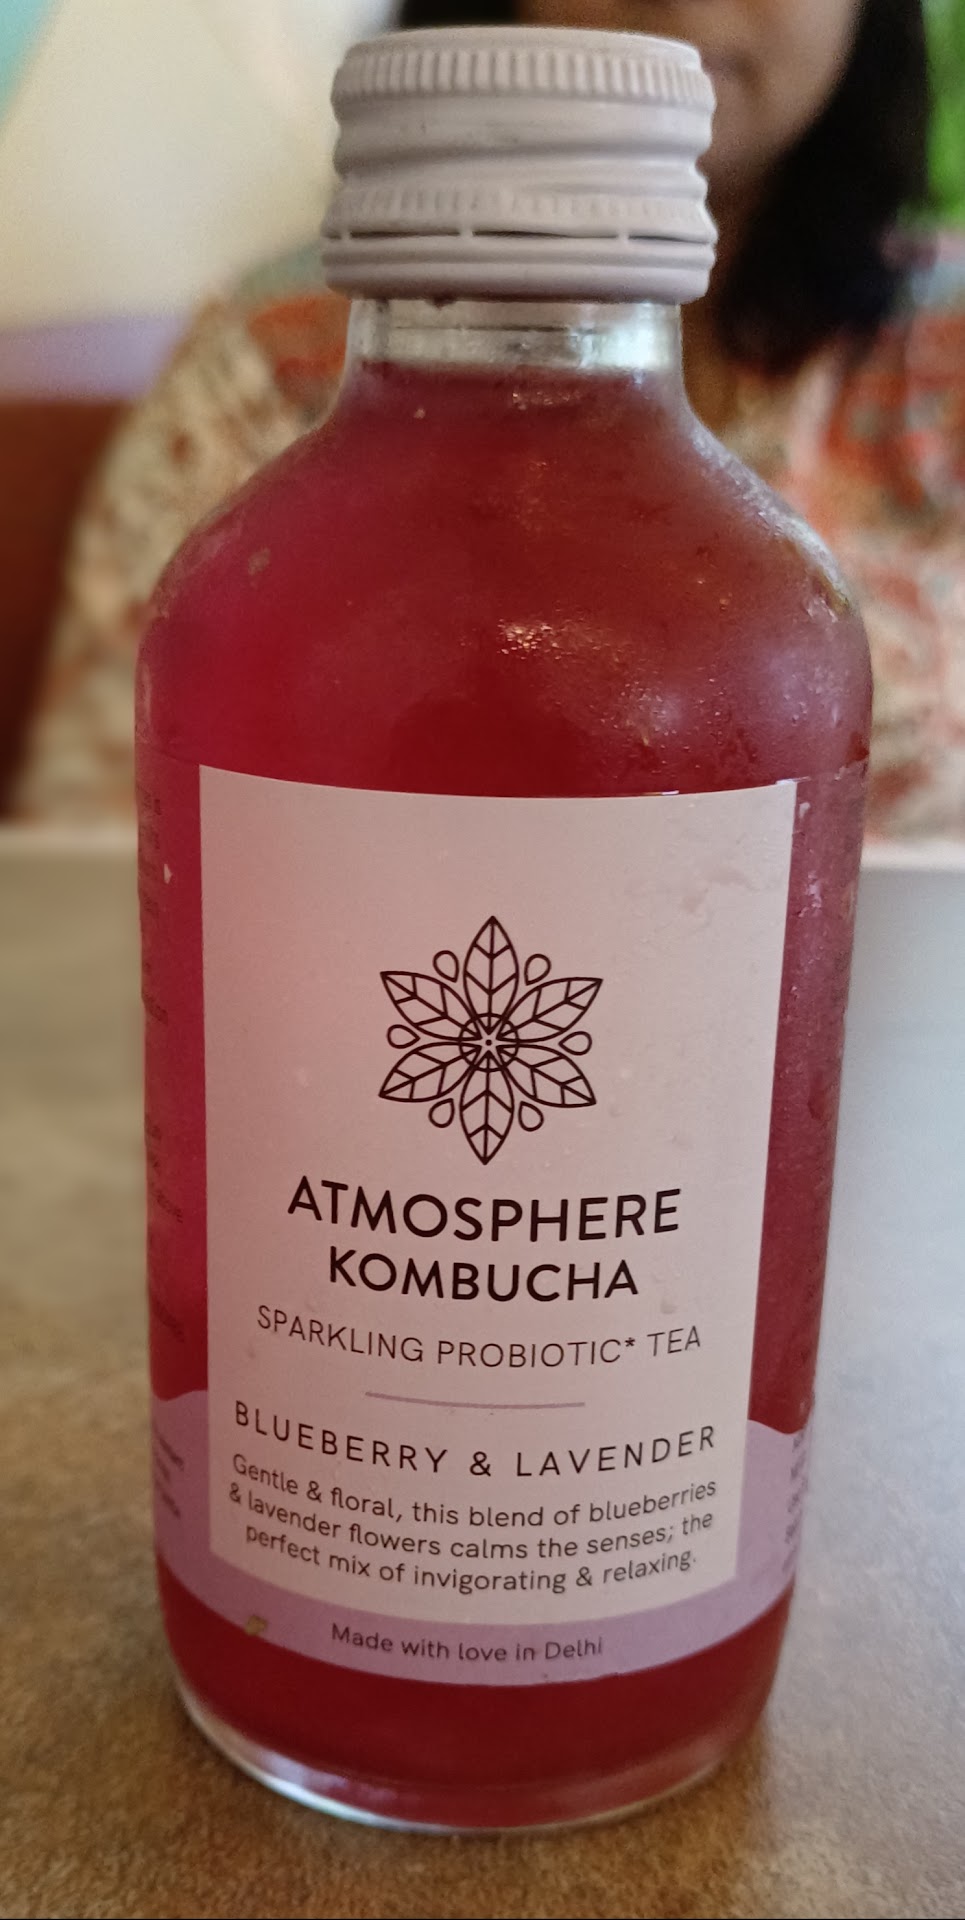 ATMOSPHERE
KOMBUCHA
SPARKLING PROBIOTIC* TEA
BLUEBERRY & LAVENDER
Gentle & floral, this blend of blueberries
& lavender flowers calms the senses; the
perfect mix of invigorating & relaxing.
Made with love in Delhi